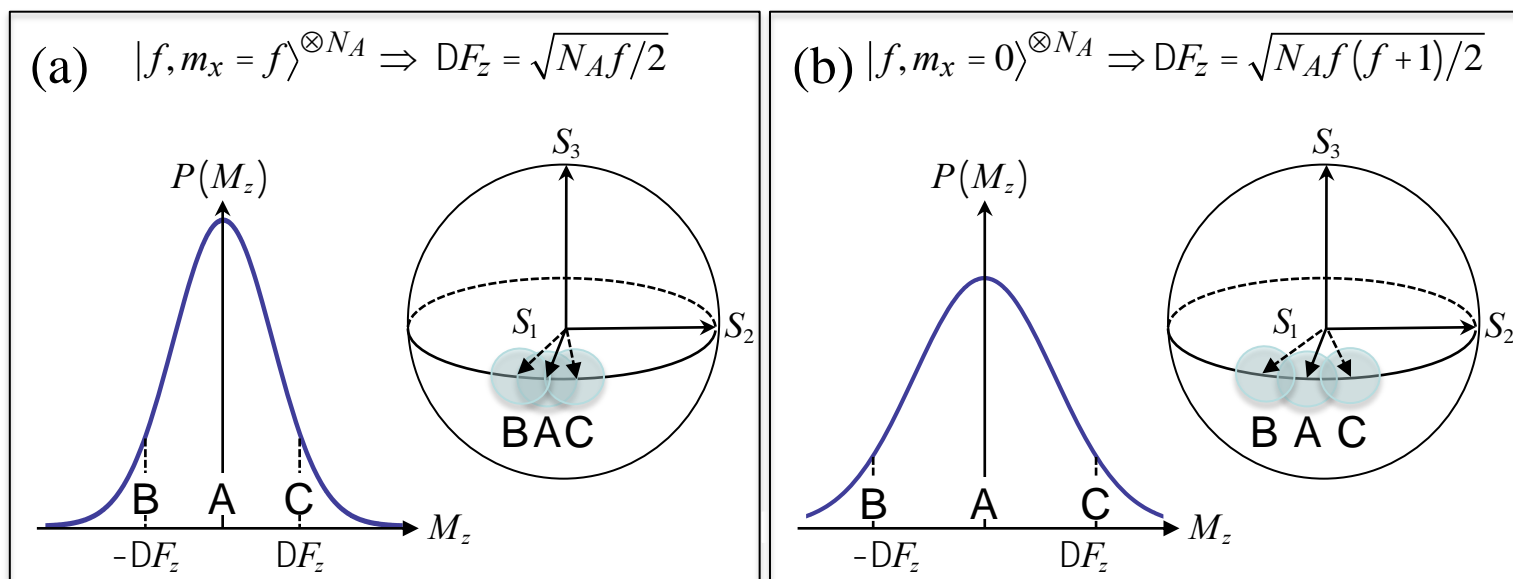 (a) |f, m_x = f⟩^{⊗N_A} ⇒ DF_z = √(N_A f/2)
P(M_z)
S_3
S_1
S_2
B A C
B A C
M_z
-DF_z DF_z
(b) |f, m_x = 0⟩^{⊗N_A} ⇒ DF_z = √(N_A f(f+1)/2)
P(M_z)
S_3
S_1
S_2
B A C
B A C
M_z
-DF_z DF_z